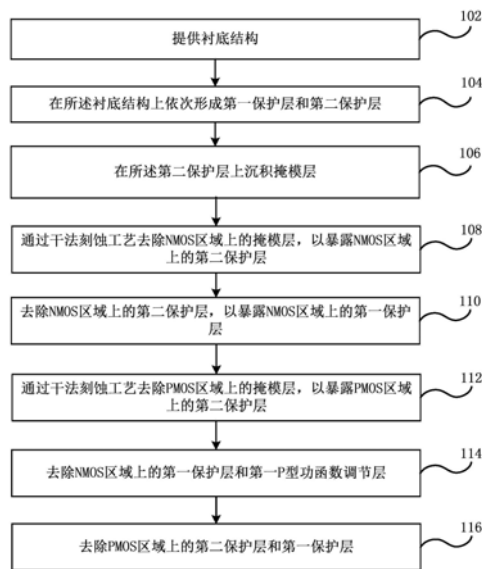 102
提供衬底结构
104
在所述衬底结构上依次形成第一保护层和第二保护层
106
在所述第二保护层上沉积掩模层
108
通过干法刻蚀工艺去除NMOS区域上的掩模层，以暴露NMOS区域
上的第二保护层
110
去除NMOS区域上的第二保护层，以暴露NMOS区域上的第一保护
层
112
通过干法刻蚀工艺去除PMOS区域上的掩模层，以暴露PMOS区域
上的第二保护层
114
去除NMOS区域上的第一保护层和第一P型功函数调节层
116
去除PMOS区域上的第二保护层和第一保护层